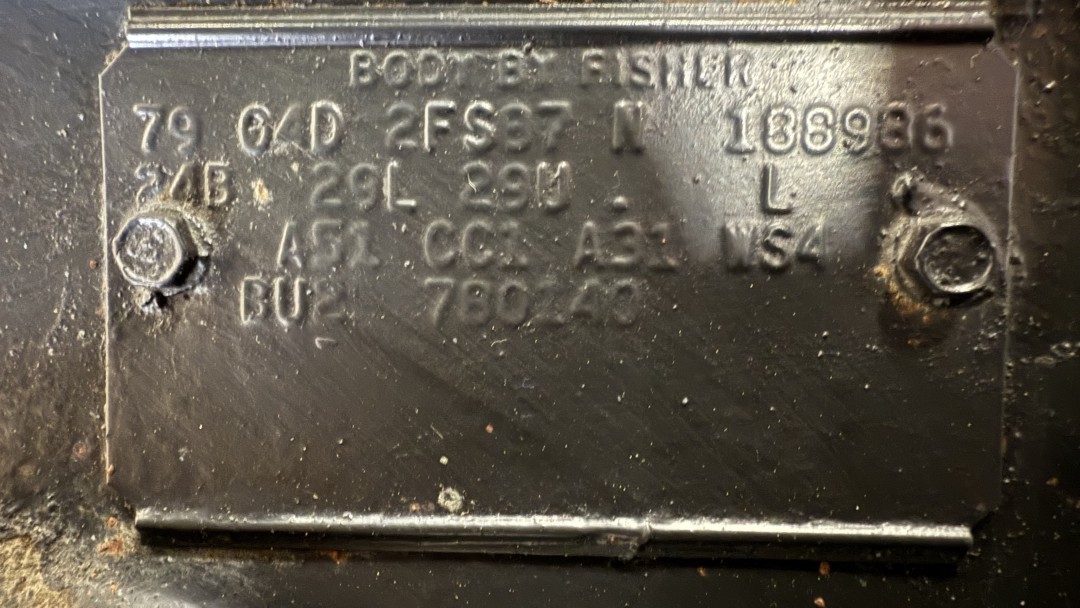 BODY BY FISHER
79 04D 2FS87 N 188986
24B 29L 29U . L
A51 CC1 A31 WS4
BU2 780140